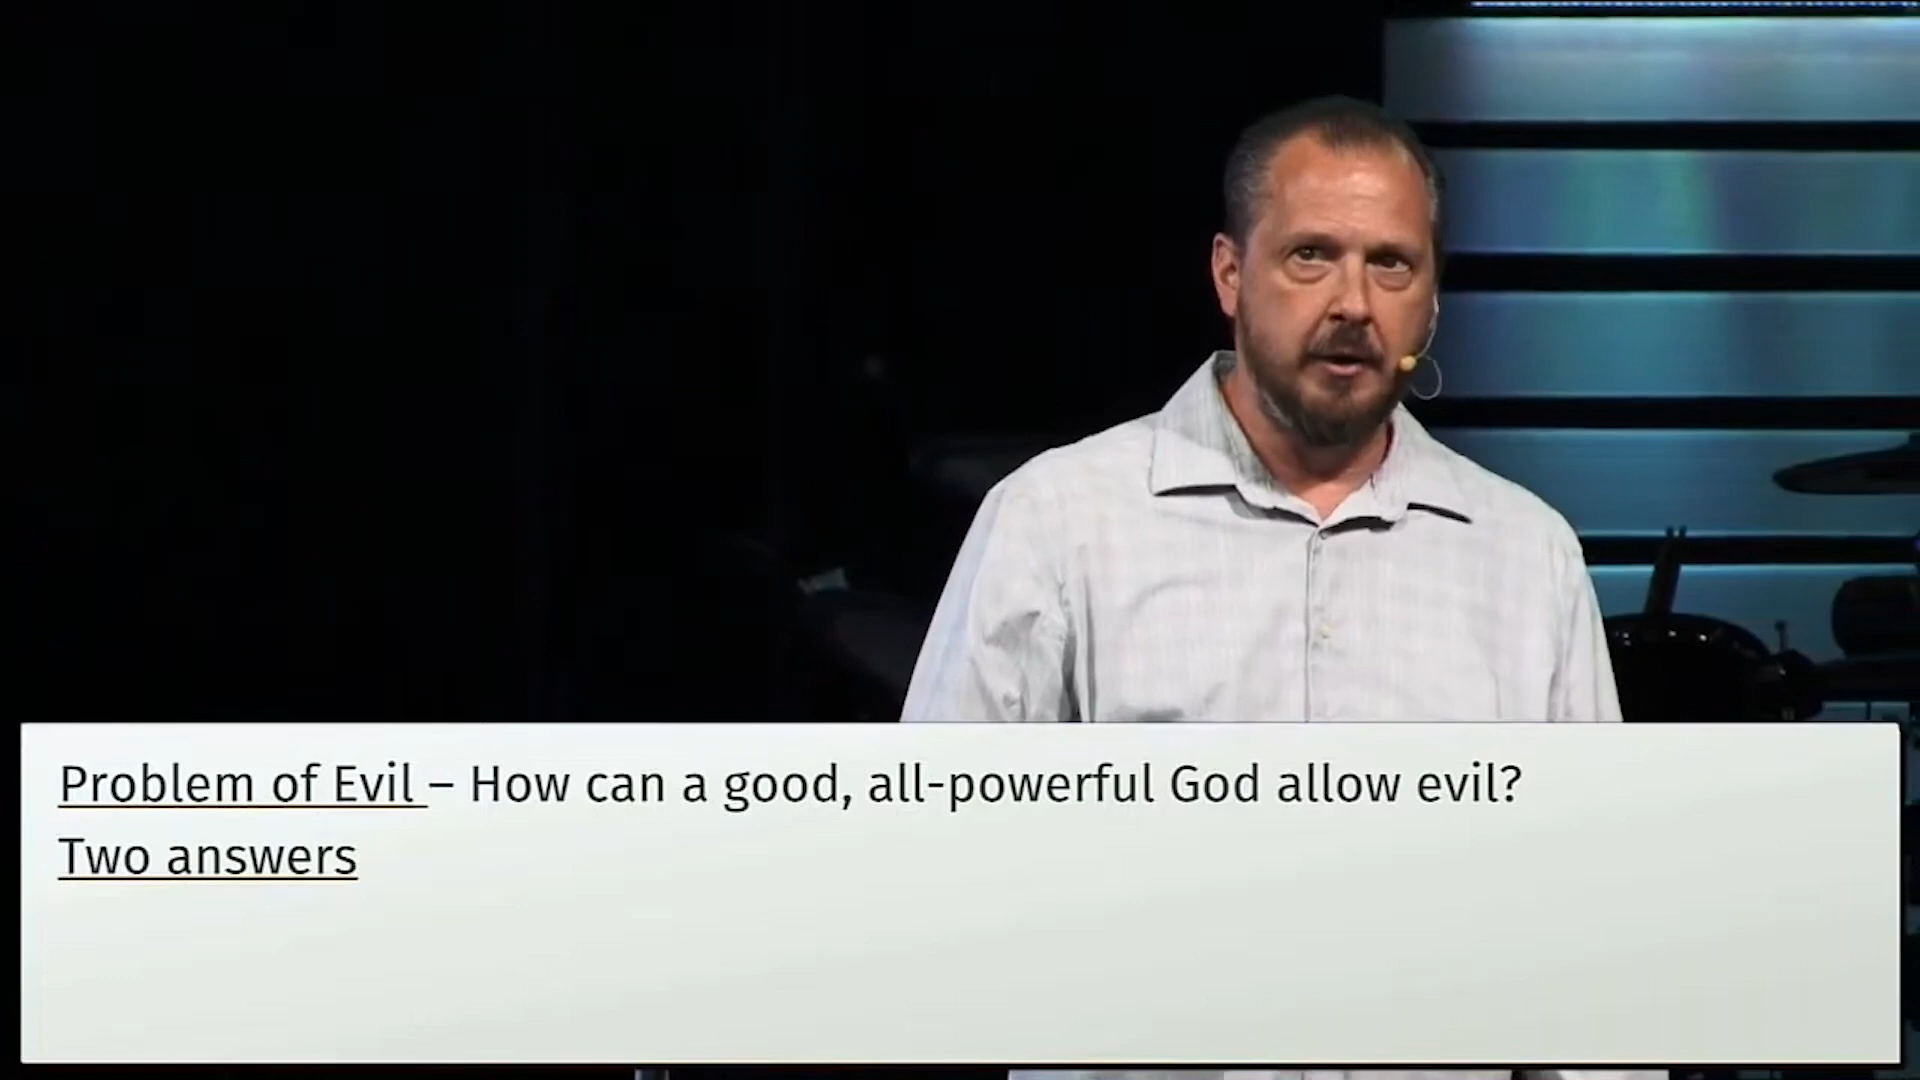 Problem of Evil – How can a good, all-powerful God allow evil?
Two answers